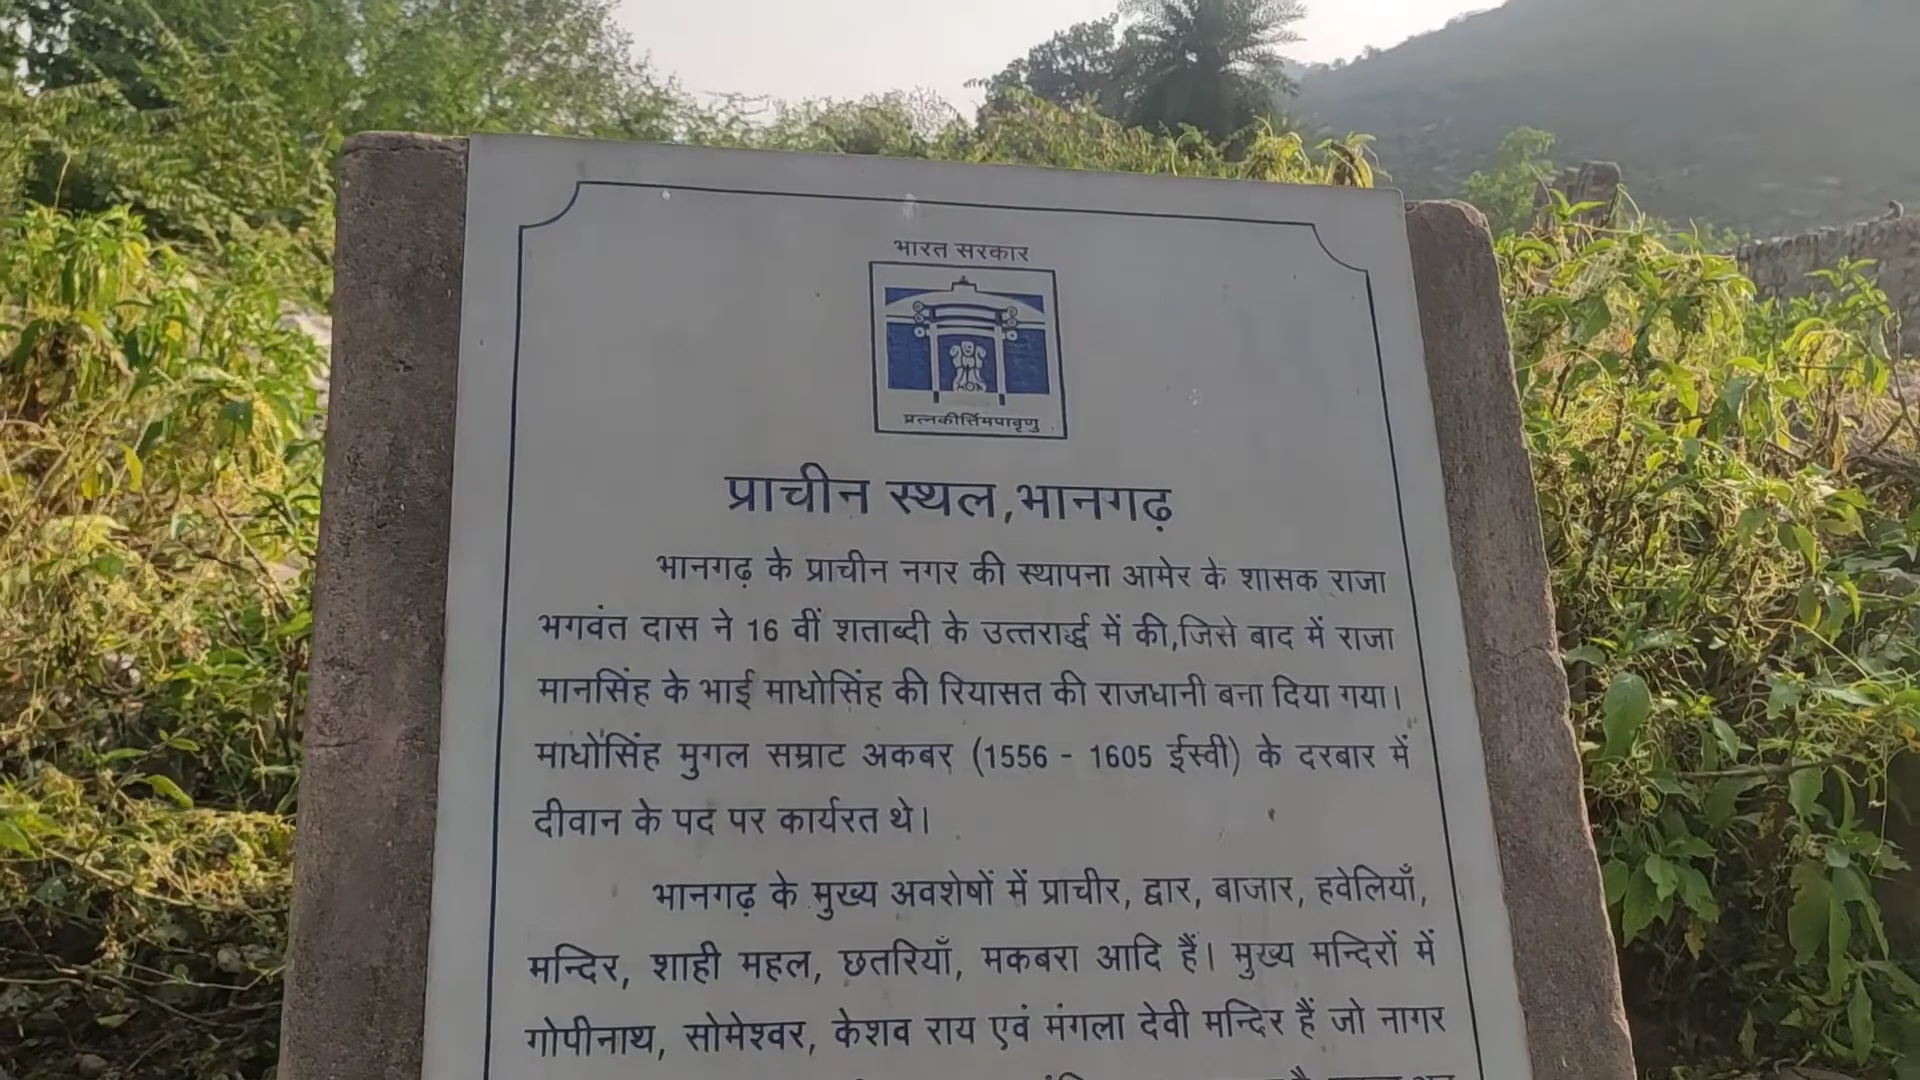 भारत सरकार
प्रत्नकीर्त्तिमपावृणु
प्राचीन स्थल,भानगढ़
भानगढ़ के प्राचीन नगर की स्थापना आमेर के शासक राजा
भगवंत दास ने 16 वीं शताब्दी के उत्तरार्द्ध में की,जिसे बाद में राजा
मानसिंह के भाई माधोसिंह की रियासत की राजधानी बना दिया गया।
माधोसिंह मुगल सम्राट अकबर (1556 - 1605 ईस्वी) के दरबार में
दीवान के पद पर कार्यरत थे।
भानगढ़ के मुख्य अवशेषों में प्राचीर, द्वार, बाजार, हवेलियाँ,
मन्दिर, शाही महल, छतरियाँ, मकबरा आदि हैं। मुख्य मन्दिरों में
गोपीनाथ, सोमेश्वर, केशव राय एवं मंगला देवी मन्दिर हैं जो नागर